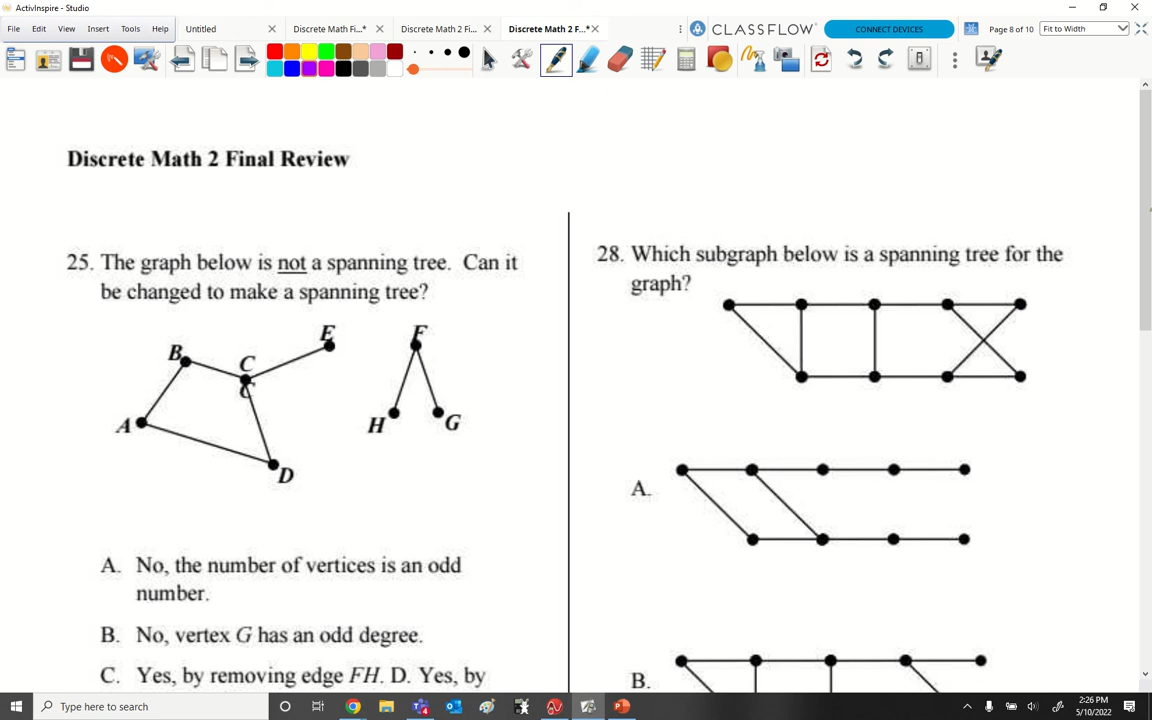 ActivInspire - Studio
File Edit View Insert Tools Help
Untitled
Discrete Math Fi...*
Discrete Math 2 Fi...
Discrete Math 2 F...*
CLASSFLOW
CONNECT DEVICES
Page 8 of 10
Fit to Width
Discrete Math 2 Final Review
25. The graph below is not a spanning tree. Can it
be changed to make a spanning tree?
B
C
C
E
A
D
F
H
G
A. No, the number of vertices is an odd
number.
B. No, vertex G has an odd degree.
C. Yes, by removing edge FH. D. Yes, by
28. Which subgraph below is a spanning tree for the
graph?
A.
B.
Type here to search
2:26 PM
5/10/2022